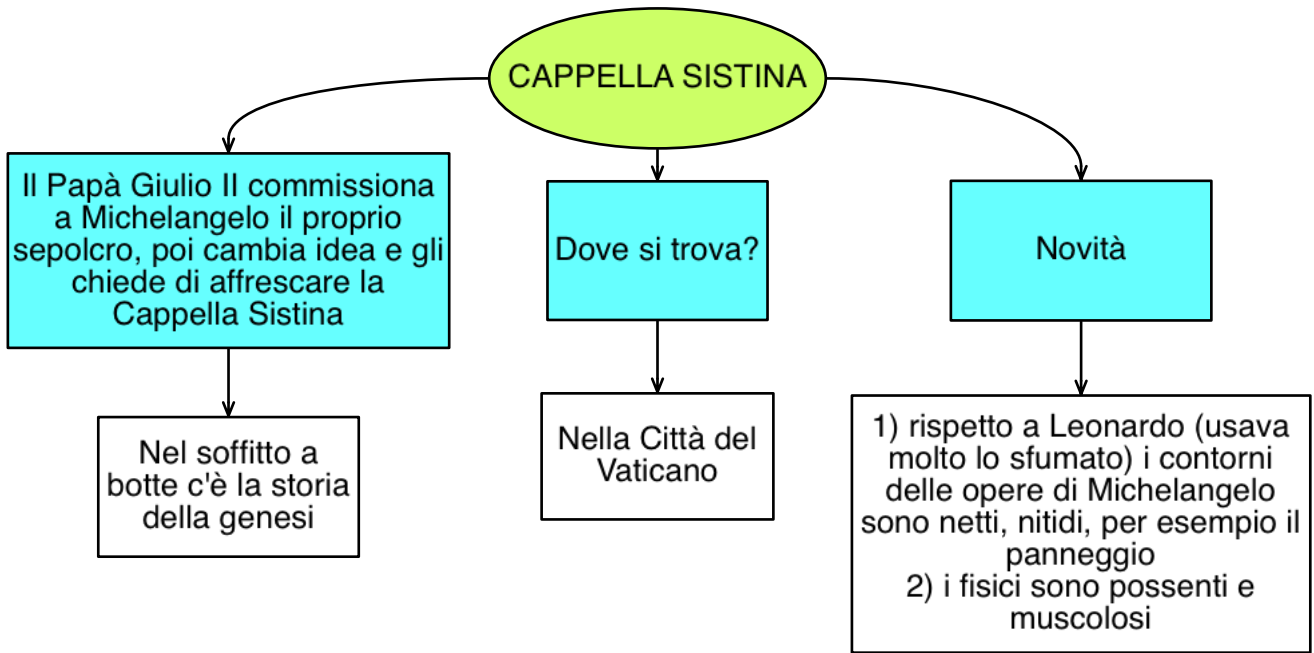 CAPPELLA SISTINA
Il Papà Giulio II commissiona
a Michelangelo il proprio
sepolcro, poi cambia idea e gli
chiede di affrescare la
Cappella Sistina
Nel soffitto a
botte c'è la storia
della genesi
Dove si trova?
Nella Città del
Vaticano
Novità
1) rispetto a Leonardo (usava
molto lo sfumato) i contorni
delle opere di Michelangelo
sono netti, nitidi, per esempio il
panneggio
2) i fisici sono possenti e
muscolosi